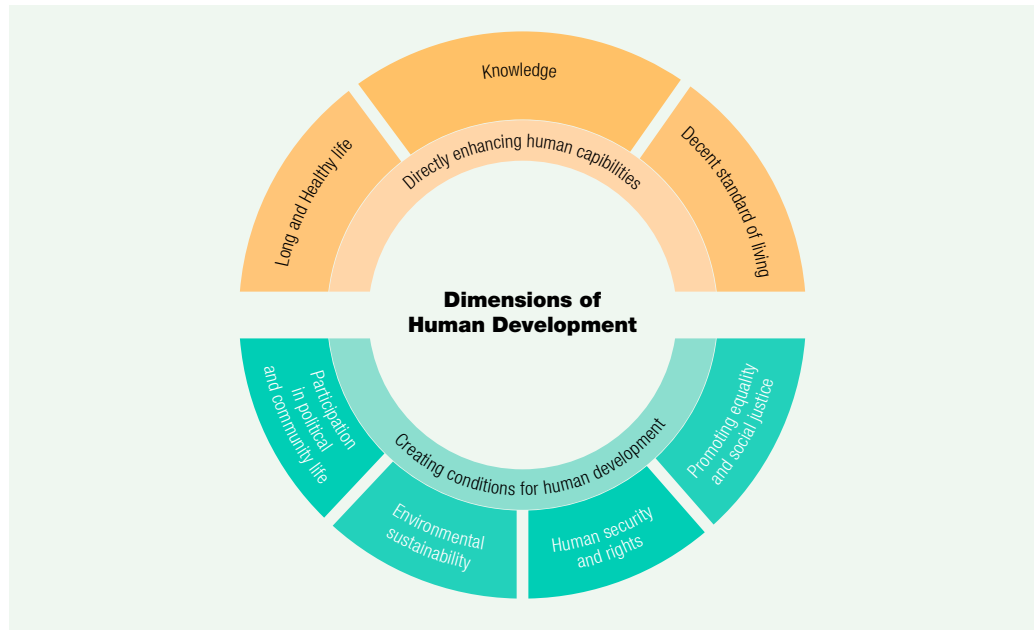 Knowledge
Long and Healthy life
Directly enhancing human capibilities
Decent standard of living
Dimensions of
Human Development
Participation
in political
and community life
Creating conditions for human development
Promoting equality
and social justice
Environmental
sustainability
Human security
and rights